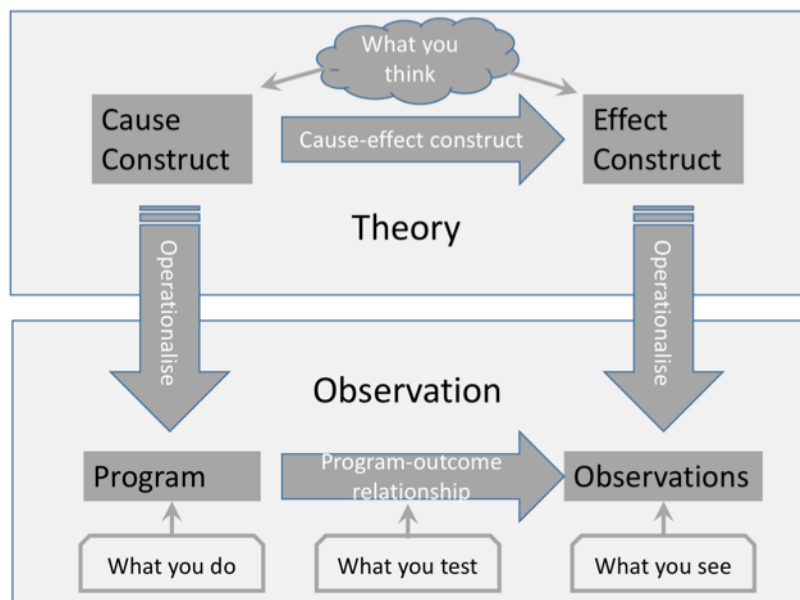 What you
think
Cause
Construct
Cause-effect construct
Effect
Construct
Theory
Operationalise
Operationalise
Observation
Program
Program-outcome
relationship
Observations
What you do
What you test
What you see